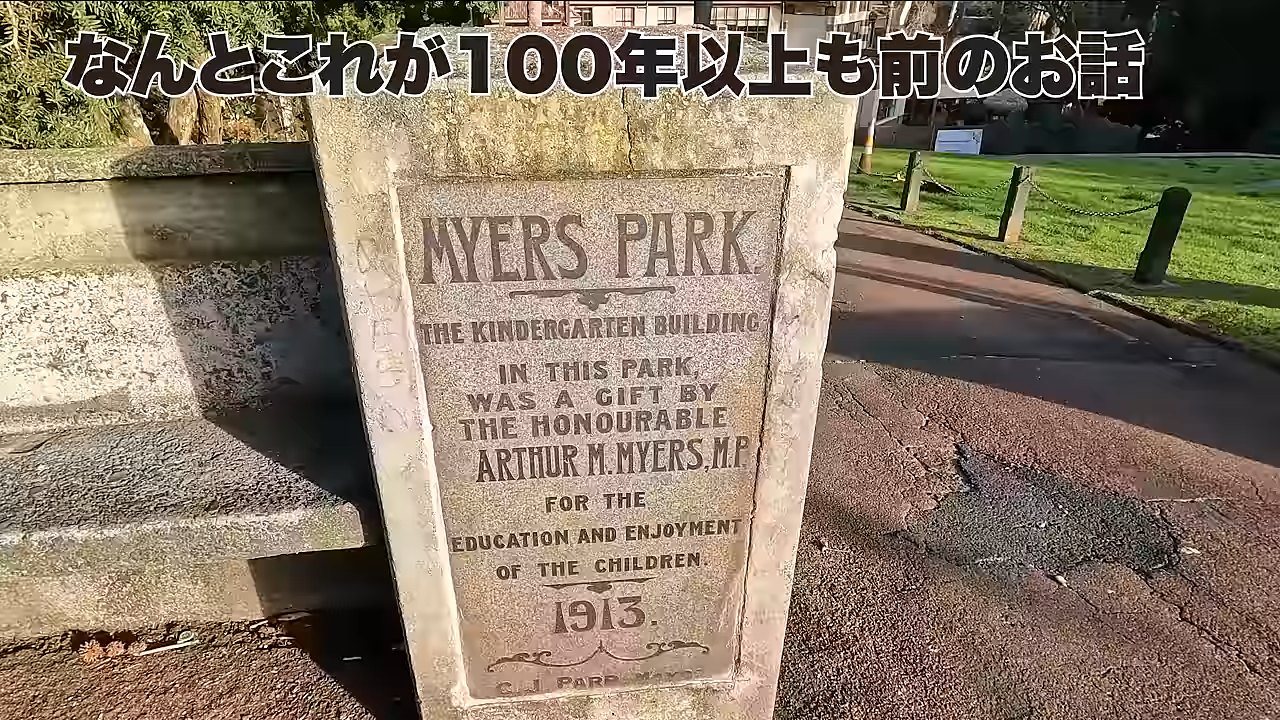 なんとこれが100年以上も前のお話
MYERS PARK.
THE KINDERGARTEN BUILDING
IN THIS PARK,
WAS A GIFT BY
THE HONOURABLE
ARTHUR M. MYERS, M.P.
FOR THE
EDUCATION AND ENJOYMENT
OF THE CHILDREN.
1913.
C.J. PARR MAYOR